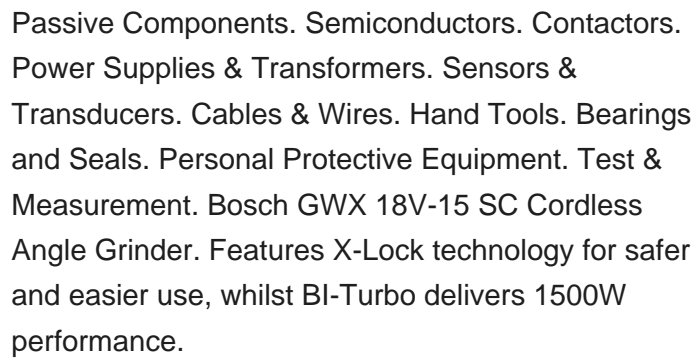 Passive Components. Semiconductors. Contactors.
Power Supplies & Transformers. Sensors &
Transducers. Cables & Wires. Hand Tools. Bearings
and Seals. Personal Protective Equipment. Test &
Measurement. Bosch GWX 18V-15 SC Cordless
Angle Grinder. Features X-Lock technology for safer
and easier use, whilst BI-Turbo delivers 1500W
performance.